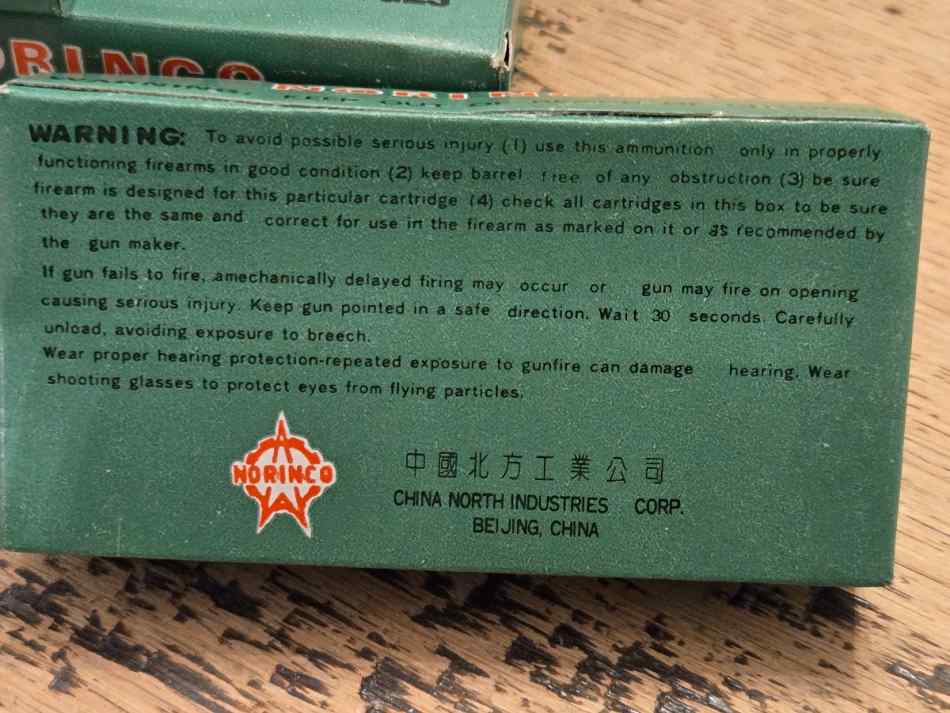 NORINCO
WARNING: To avoid possible serious injury (1) use this ammunition only in properly
functioning firearms in good condition (2) keep barrel free of any obstruction (3) be sure
firearm is designed for this particular cartridge (4) check all cartridges in this box to be sure
they are the same and correct for use in the firearm as marked on it or as recommended by
the gun maker.
If gun fails to fire, amechanically delayed firing may occur or gun may fire on opening
causing serious injury. Keep gun pointed in a safe direction. Wait 30 seconds. Carefully
unload, avoiding exposure to breech.
Wear proper hearing protection-repeated exposure to gunfire can damage hearing. Wear
shooting glasses to protect eyes from flying particles.
NORINCO
中國北方工業公司
CHINA NORTH INDUSTRIES CORP.
BEIJING, CHINA